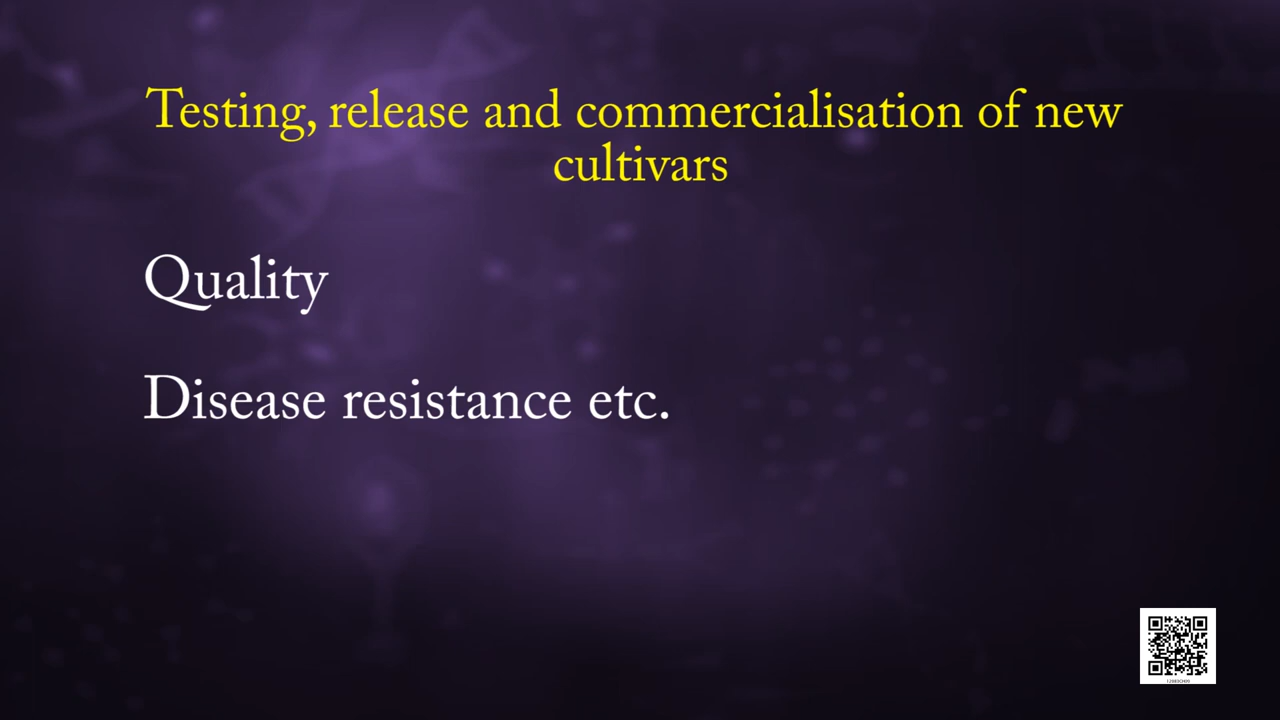 Testing, release and commercialisation of new
cultivars
Quality
Disease resistance etc.